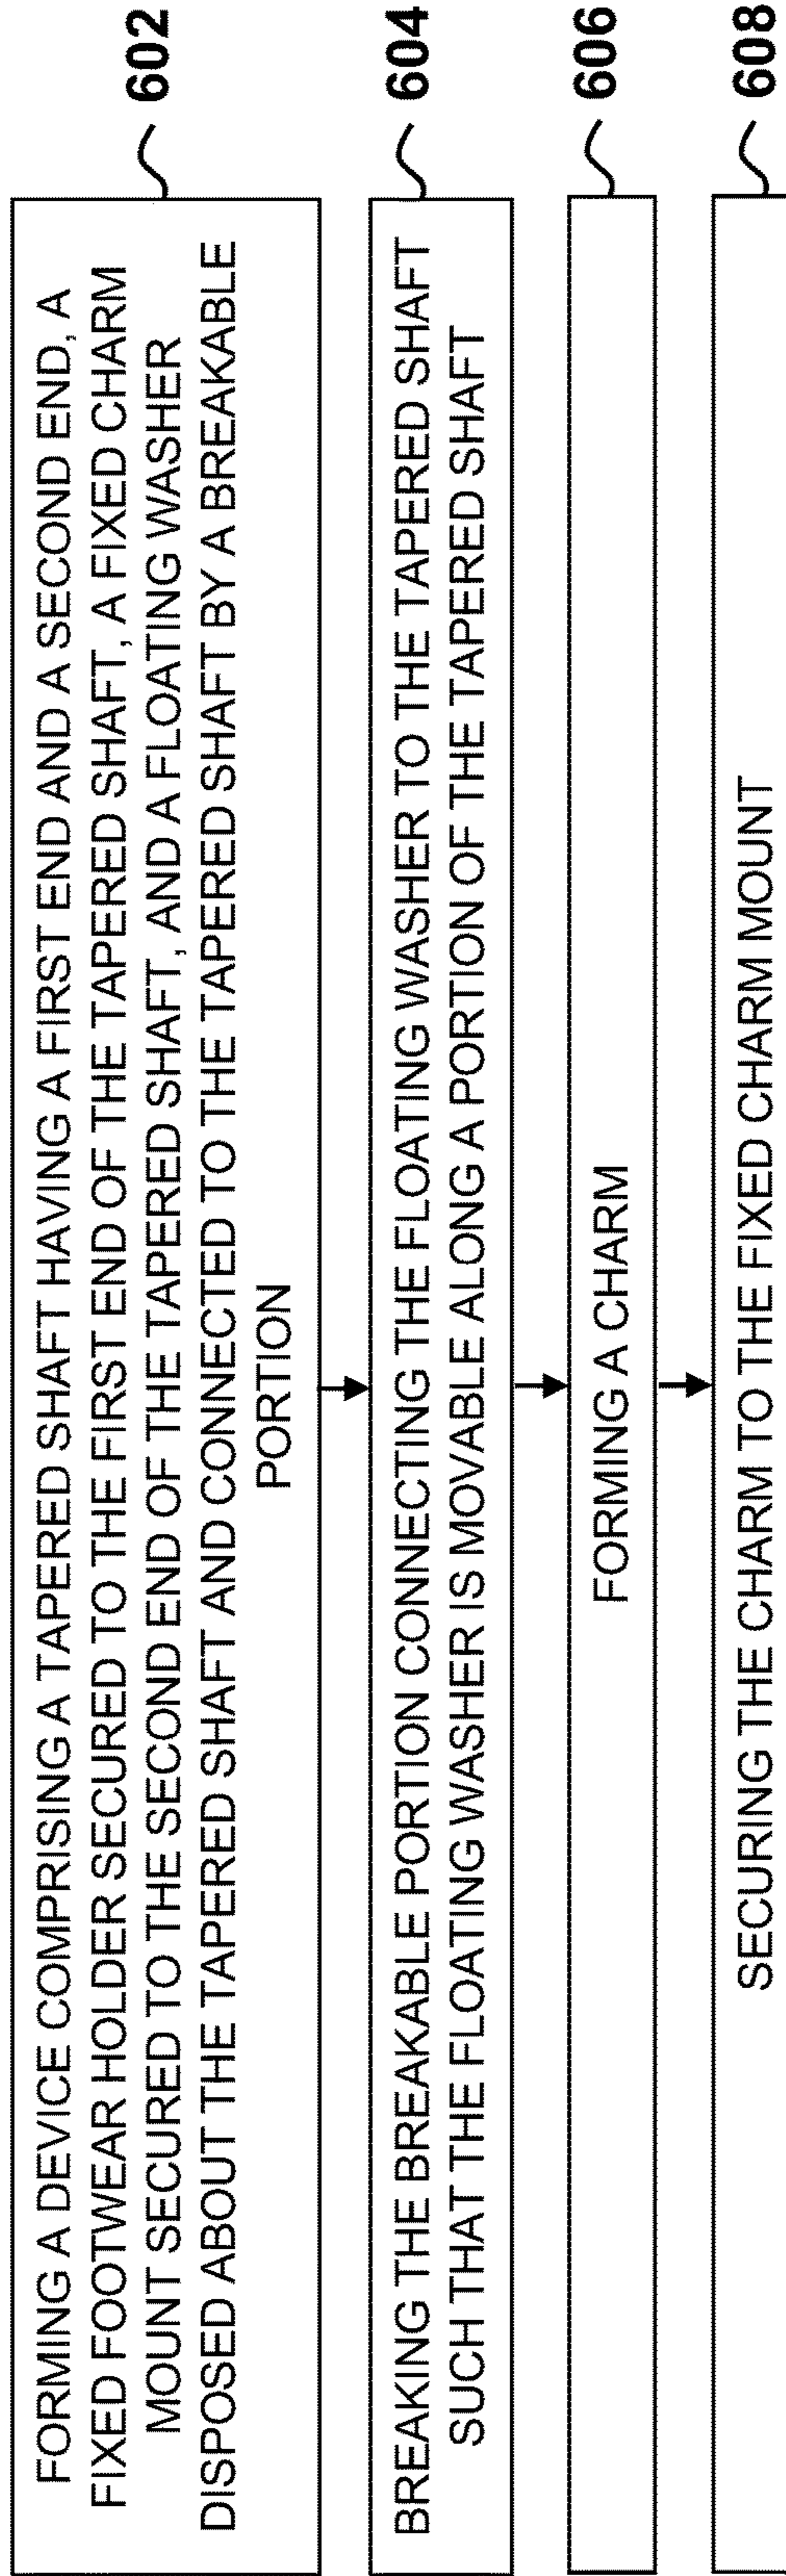 FORMING A DEVICE COMPRISING A TAPERED SHAFT HAVING A FIRST END AND A SECOND END, A
FIXED FOOTWEAR HOLDER SECURED TO THE FIRST END OF THE TAPERED SHAFT, A FIXED CHARM
MOUNT SECURED TO THE SECOND END OF THE TAPERED SHAFT, AND A FLOATING WASHER
DISPOSED ABOUT THE TAPERED SHAFT AND CONNECTED TO THE TAPERED SHAFT BY A BREAKABLE
PORTION
602
BREAKING THE BREAKABLE PORTION CONNECTING THE FLOATING WASHER TO THE TAPERED SHAFT
SUCH THAT THE FLOATING WASHER IS MOVABLE ALONG A PORTION OF THE TAPERED SHAFT
604
FORMING A CHARM
606
SECURING THE CHARM TO THE FIXED CHARM MOUNT
608